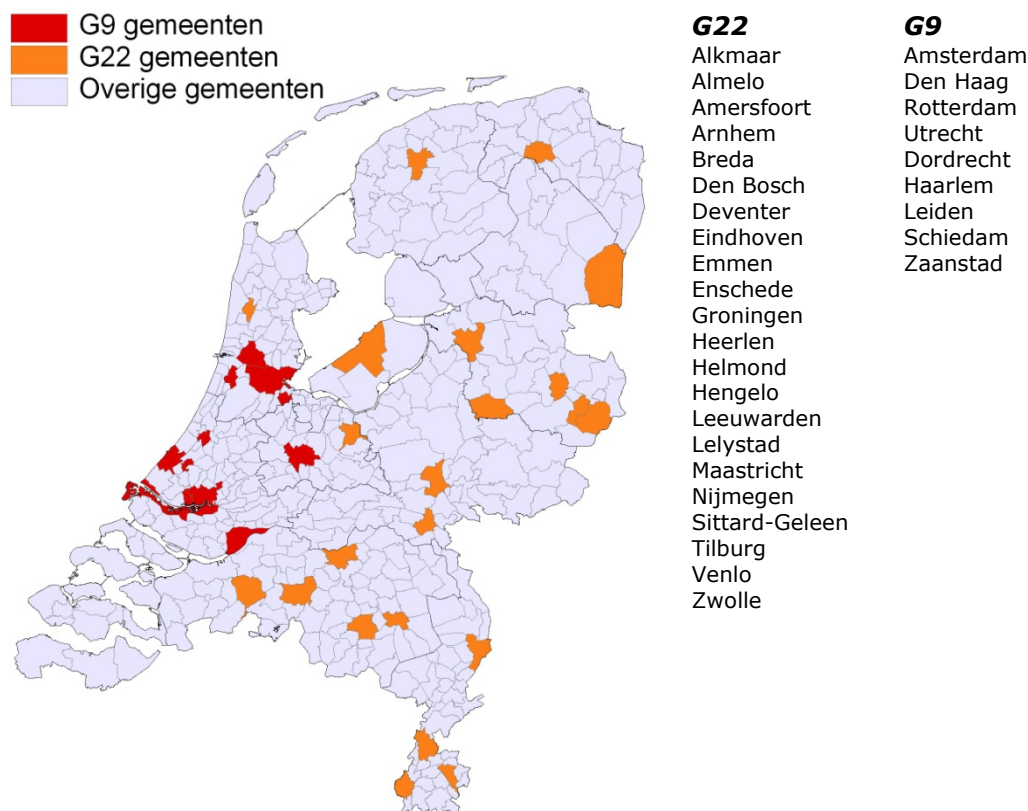 G9 gemeenten
G22 gemeenten
Overige gemeenten
G22
Alkmaar
Almelo
Amersfoort
Arnhem
Breda
Den Bosch
Deventer
Eindhoven
Emmen
Enschede
Groningen
Heerlen
Helmond
Hengelo
Leeuwarden
Lelystad
Maastricht
Nijmegen
Sittard-Geleen
Tilburg
Venlo
Zwolle
G9
Amsterdam
Den Haag
Rotterdam
Utrecht
Dordrecht
Haarlem
Leiden
Schiedam
Zaanstad